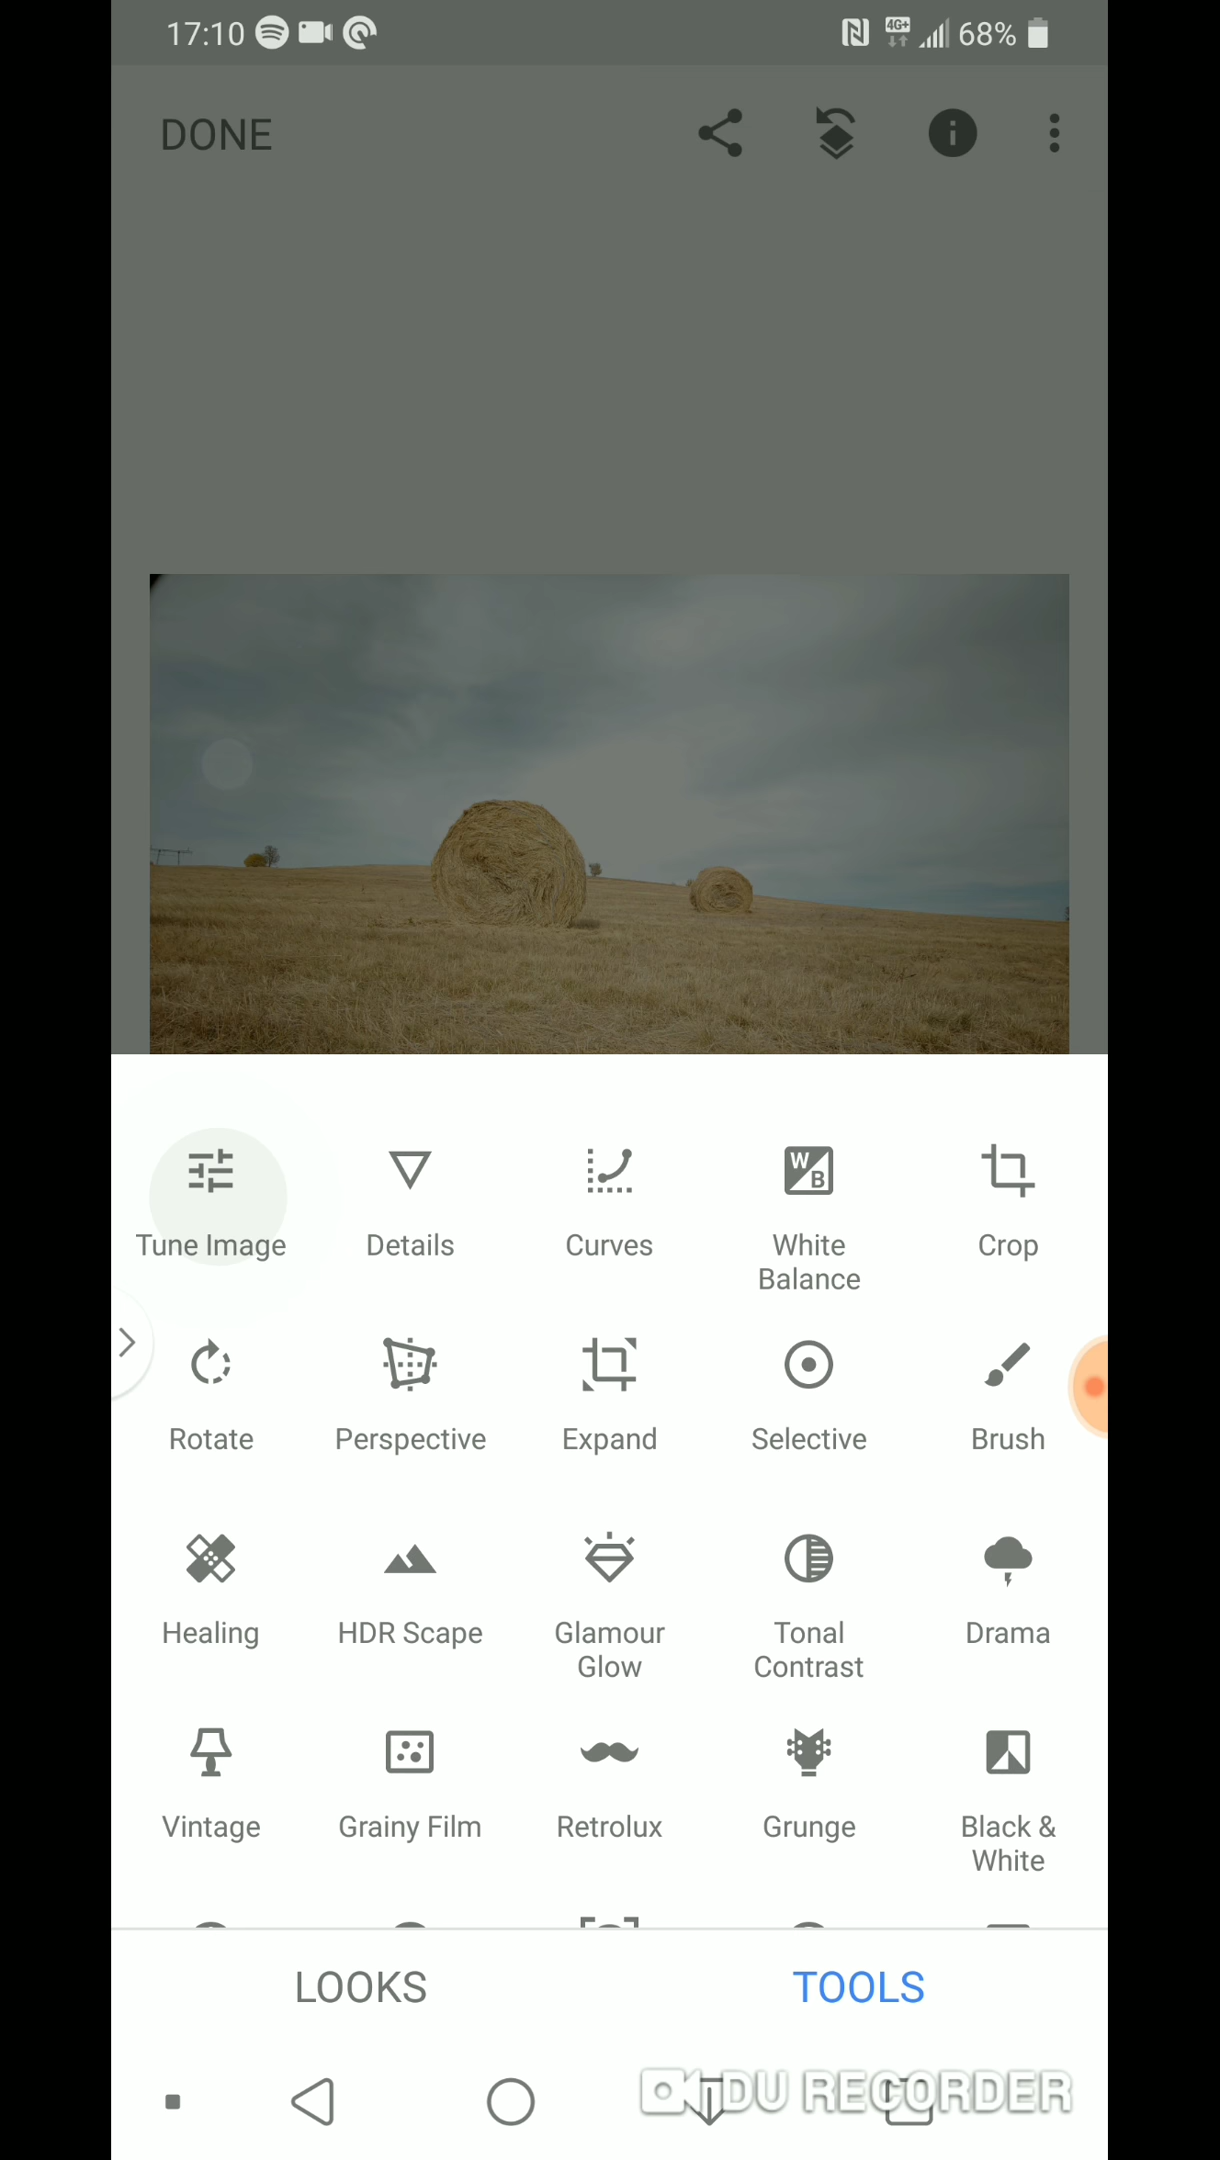 17:10 4G+ 68%
DONE
Tune Image Details Curves White Balance Crop
W B
Rotate Perspective Expand Selective Brush
Healing HDR Scape Glamour Glow Tonal Contrast Drama
Vintage Grainy Film Retrolux Grunge Black & White
LOOKS TOOLS
DU RECORDER